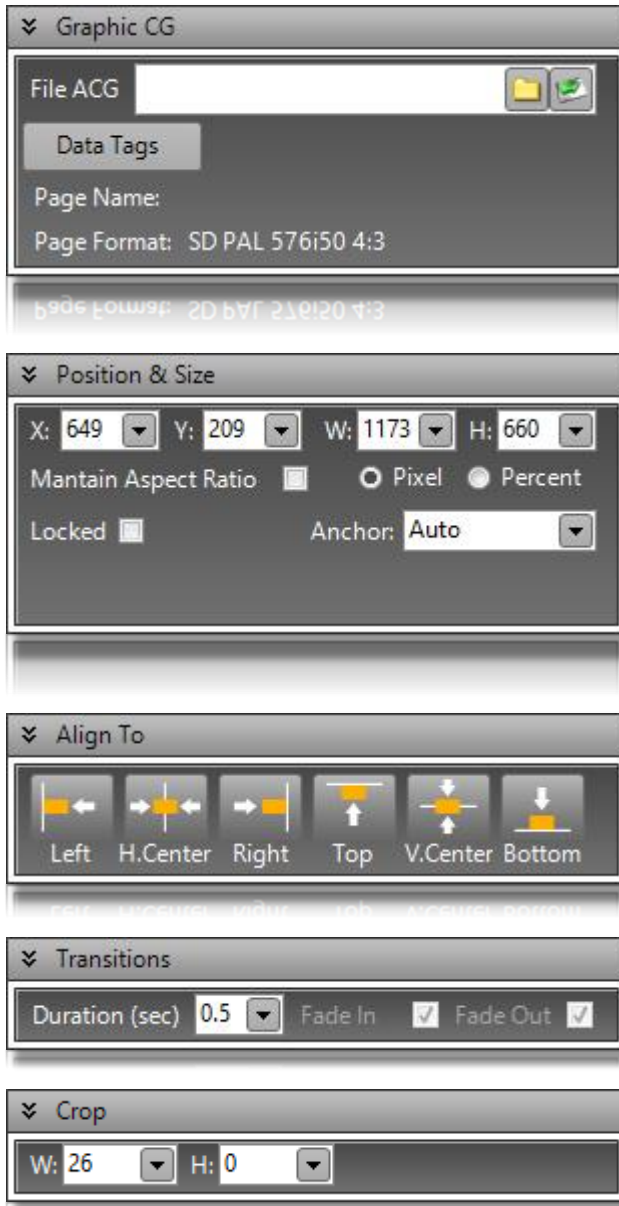 Graphic CG
File ACG
Data Tags
Page Name:
Page Format: SD PAL 576i50 4:3
Position & Size
X: 649 Y: 209 W: 1173 H: 660
Mantain Aspect Ratio Pixel Percent
Locked Anchor: Auto
Align To
Left H.Center Right Top V.Center Bottom
Transitions
Duration (sec) 0.5 Fade In Fade Out
Crop
W: 26 H: 0